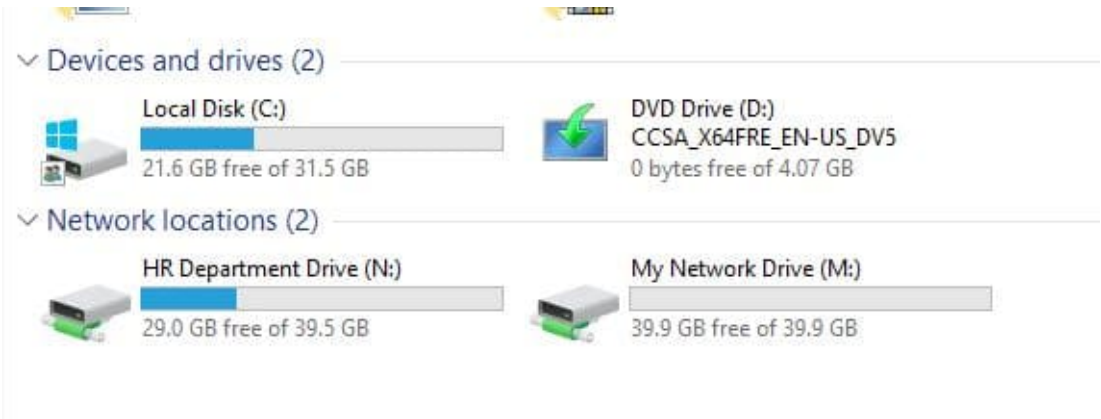 Devices and drives (2)
Local Disk (C:)
21.6 GB free of 31.5 GB
DVD Drive (D:)
CCSA_X64FRE_EN-US_DV5
0 bytes free of 4.07 GB
Network locations (2)
HR Department Drive (N:)
29.0 GB free of 39.5 GB
My Network Drive (M:)
39.9 GB free of 39.9 GB